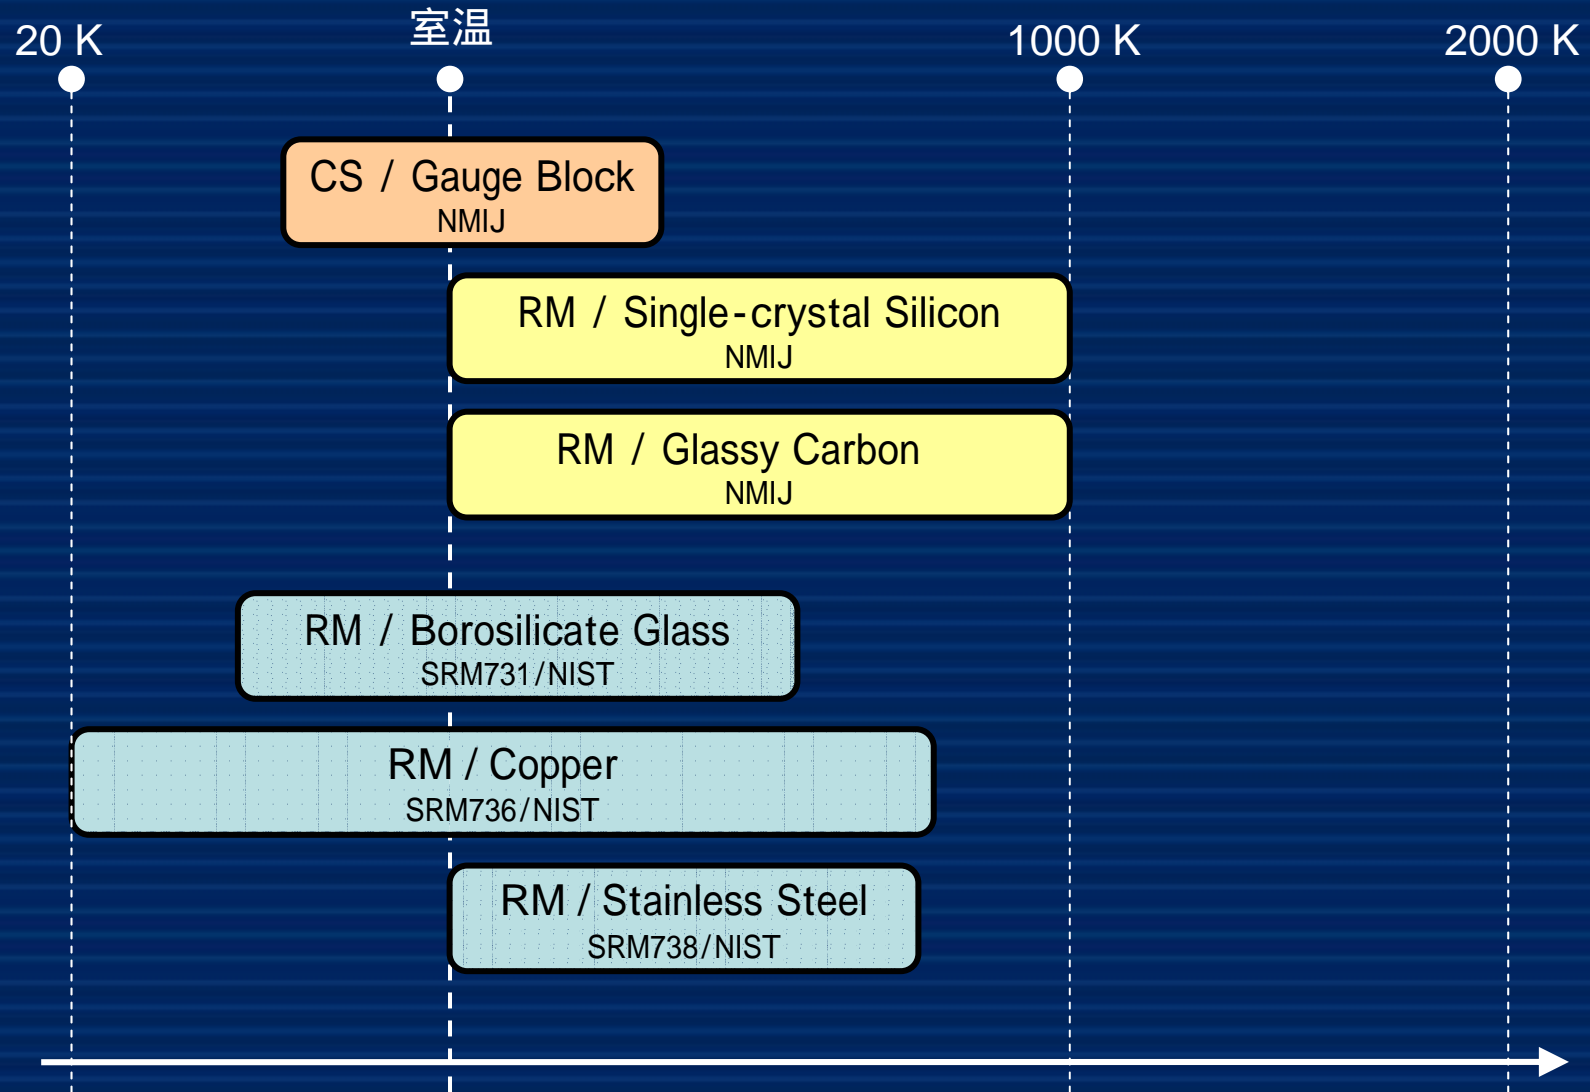 20 K
室温
1000 K
2000 K
CS / Gauge Block
NMIJ
RM / Single-crystal Silicon
NMIJ
RM / Glassy Carbon
NMIJ
RM / Borosilicate Glass
SRM731/NIST
RM / Copper
SRM736/NIST
RM / Stainless Steel
SRM738/NIST